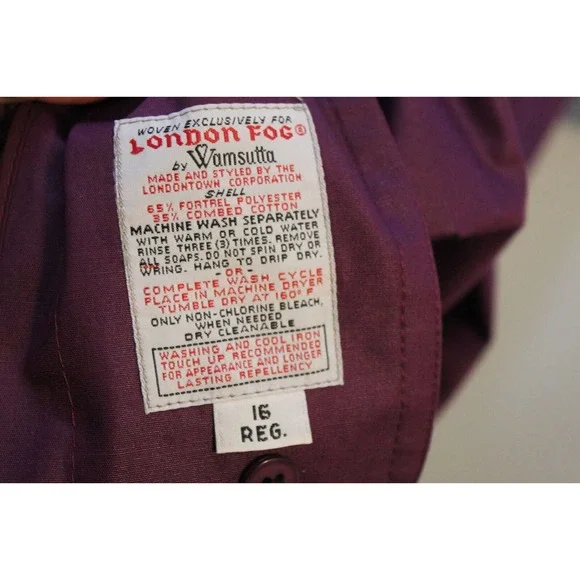 WOVEN EXCLUSIVELY FOR
LONDON FOG®
by Wamsutta
MADE AND STYLED BY THE
LONDONTOWN CORPORATION
SHELL
65% FORTREL POLYESTER
35% COMBED COTTON
MACHINE WASH SEPARATELY
WITH WARM OR COLD WATER
RINSE THREE (3) TIMES. REMOVE
ALL SOAPS. DO NOT SPIN DRY OR
WRING. HANG TO DRIP DRY.
-OR-
COMPLETE WASH CYCLE
PLACE IN MACHINE DRYER
TUMBLE DRY AT 160° F
ONLY NON-CHLORINE BLEACH,
WHEN NEEDED
DRY CLEANABLE
WASHING AND COOL IRON
TOUCH UP RECOMMENDED
FOR APPEARANCE AND LONGER
LASTING REPELLENCY
16
REG.